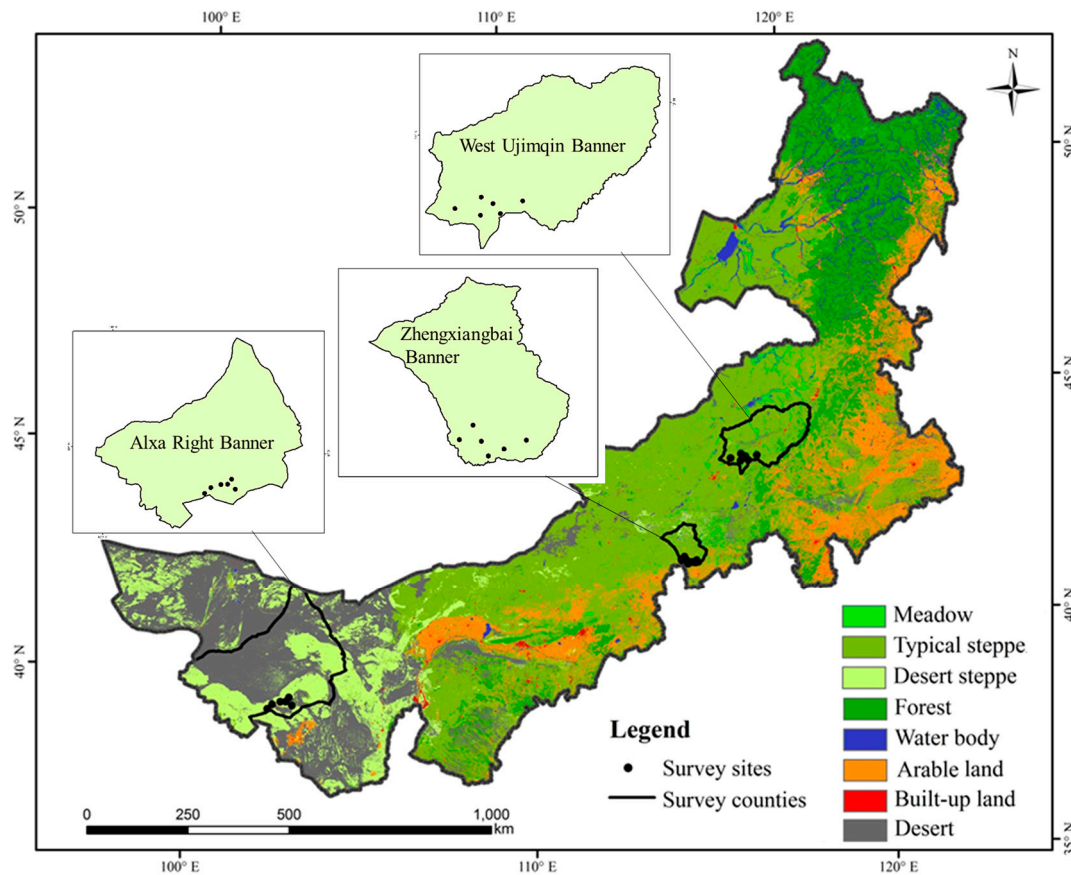 100° E
110° E
120° E
N
West Ujimqin Banner
50° N
50° N
Zhengxiangbai
Banner
Alxa Right Banner
45° N
45° N
40° N
40° N
Meadow
Typical steppe
Desert steppe
Forest
Water body
Arable land
Built-up land
Desert
Legend
Survey sites
Survey counties
0
250
500
1,000
km
35° N
100° E
110° E
120° E